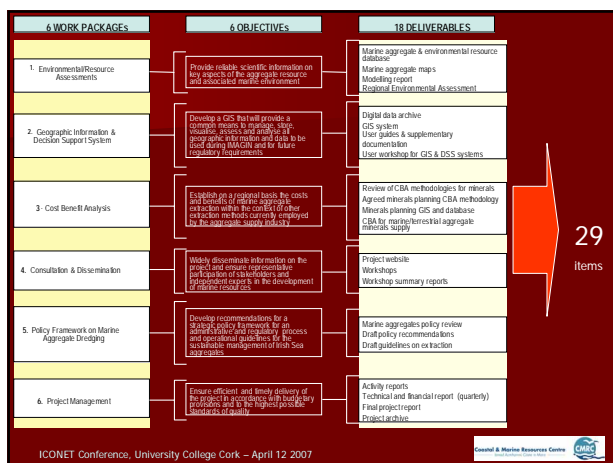 6 WORK PACKAGEs
6 OBJECTIVEs
18 DELIVERABLES
1. Environmental/Resource
Assessments
Provide reliable scientific information on
key aspects of the aggregate resource
and associated marine environment
Marine aggregate & environmental resource
database
Marine aggregate maps
Modelling report
Regional Environmental Assessment
2. Geographic Information &
Decision Support System
Develop a GIS that will provide a
common means to manage, store,
visualise, assess and analyse all
geographic information and data to be
used during IMAGIN and for future
regulatory requirements
Digital data archive
GIS system
User guides & supplementary
documentation
User workshop for GIS & DSS systems
3. Cost Benefit Analysis
Establish on a regional basis the costs
and benefits of marine aggregate
extraction within the context of other
extraction methods currently employed
by the aggregate supply industry
Review of CBA methodologies for minerals
Agreed minerals planning CBA methodology
Minerals planning GIS and database
CBA for marine/terrestrial aggregate
minerals supply
29
items
4. Consultation & Dissemination
Widely disseminate information on
the project and ensure representative
participation of stakeholders and
independent experts in the development
of marine resources
Project website
Workshops
Workshop summary reports
5. Policy Framework on Marine
Aggregate Dredging
Develop recommendations for a
strategic policy framework for an
administrative and regulatory process
and operational guidelines for the
sustainable management of Irish Sea
aggregates
Marine aggregates policy review
Draft policy recommendations
Draft guidelines on extraction
6. Project Management
Ensure efficient and timely delivery of
the project in accordance with budgetary
provisions and to the highest possible
standards of quality
Activity reports
Technical and financial report (quarterly)
Final project report
Project archive
ICONET Conference, University College Cork – April 12 2007
Coastal & Marine Resources Centre
CMRC